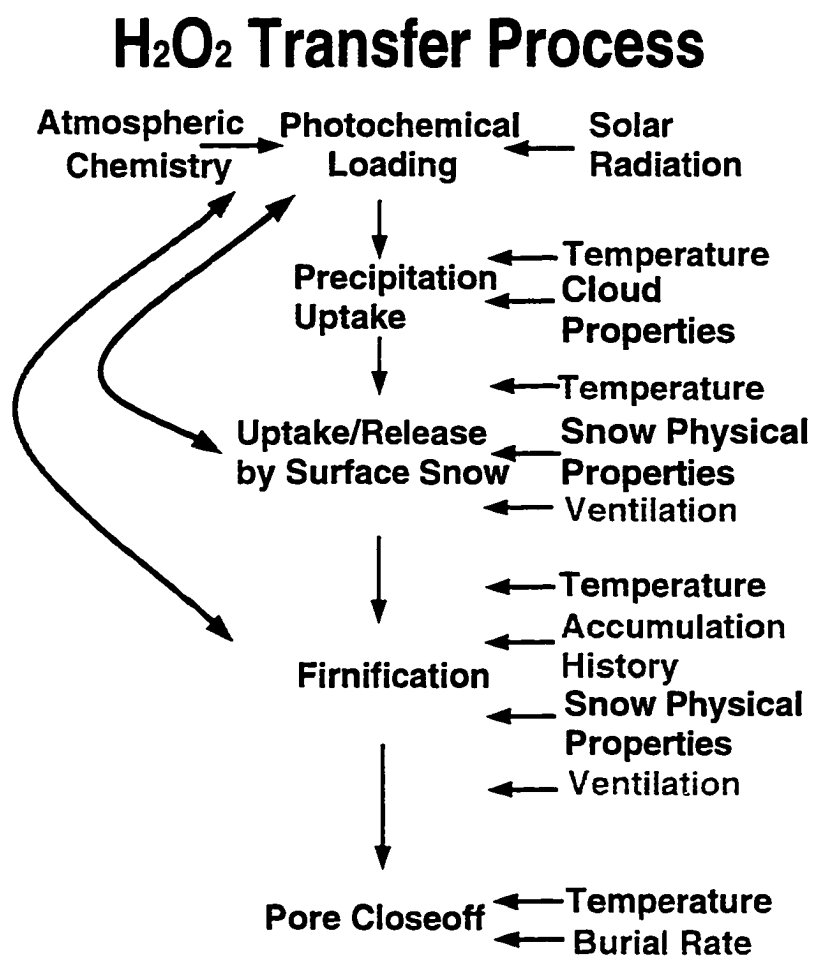 H₂O₂ Transfer Process
Atmospheric
Chemistry
Photochemical
Loading
Solar
Radiation
Precipitation
Uptake
Temperature
Cloud
Properties
Uptake/Release
by Surface Snow
Temperature
Snow Physical
Properties
Ventilation
Firnification
Temperature
Accumulation
History
Snow Physical
Properties
Ventilation
Pore Closeoff
Temperature
Burial Rate